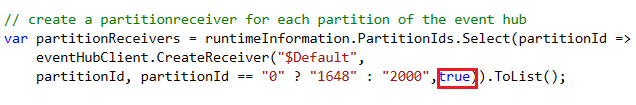 // create a partitionreceiver for each partition of the event hub
var partitionReceivers = runtimeInformation.PartitionIds.Select(partitionId =>
eventHubClient.CreateReceiver("$Default",
partitionId, partitionId == "0" ? "1648" : "2000",true)).ToList();